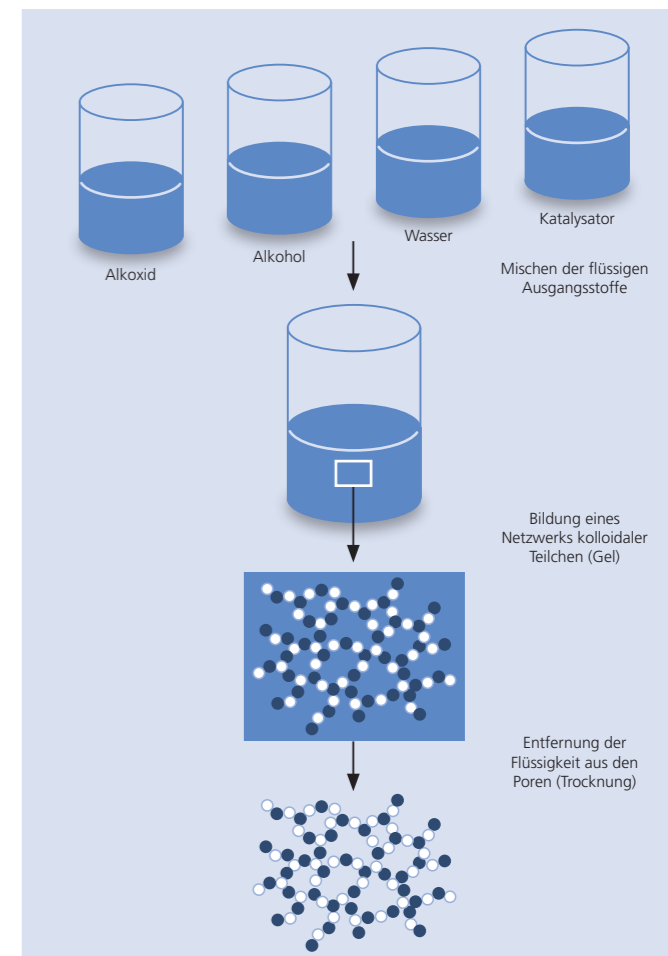 Alkoxid
Alkohol
Wasser
Katalysator
Mischen der flüssigen
Ausgangsstoffe
Bildung eines
Netzwerks kolloidaler
Teilchen (Gel)
Entfernung der
Flüssigkeit aus den
Poren (Trocknung)